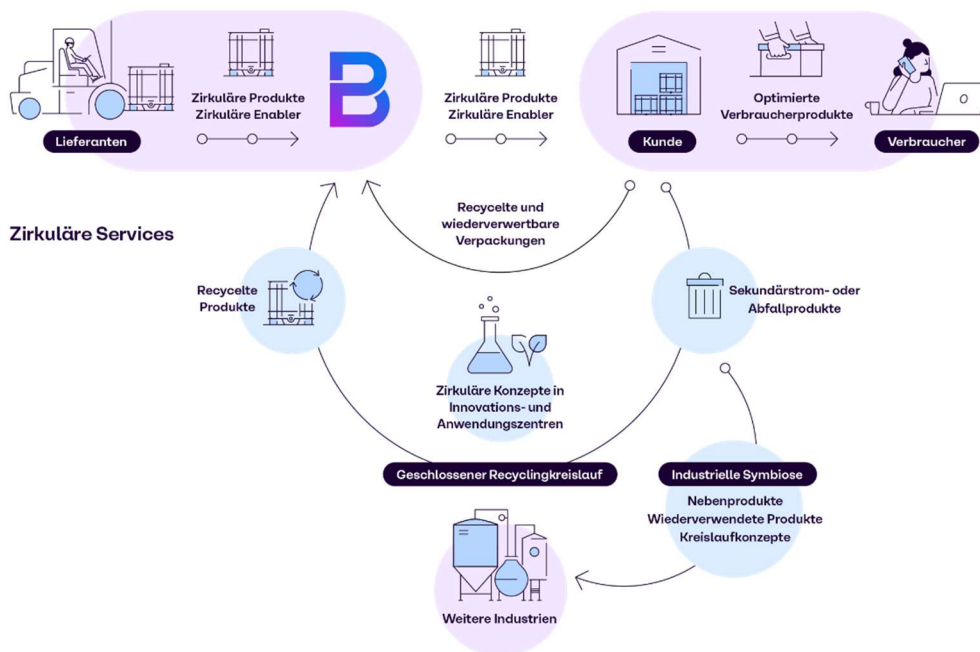 Zirkuläre Produkte
Zirkuläre Enabler
Lieferanten
Zirkuläre Produkte
Zirkuläre Enabler
Kunde
Optimierte
Verbraucherprodukte
Verbraucher
Zirkuläre Services
Recycelte und
wiederverwertbare
Verpackungen
Recycelte
Produkte
Sekundärstrom- oder
Abfallprodukte
Zirkuläre Konzepte in
Innovations- und
Anwendungszentren
Geschlossener Recyclingkreislauf
Industrielle Symbiose
Nebenprodukte
Wiederverwendete Produkte
Kreislaufkonzepte
Weitere Industrien